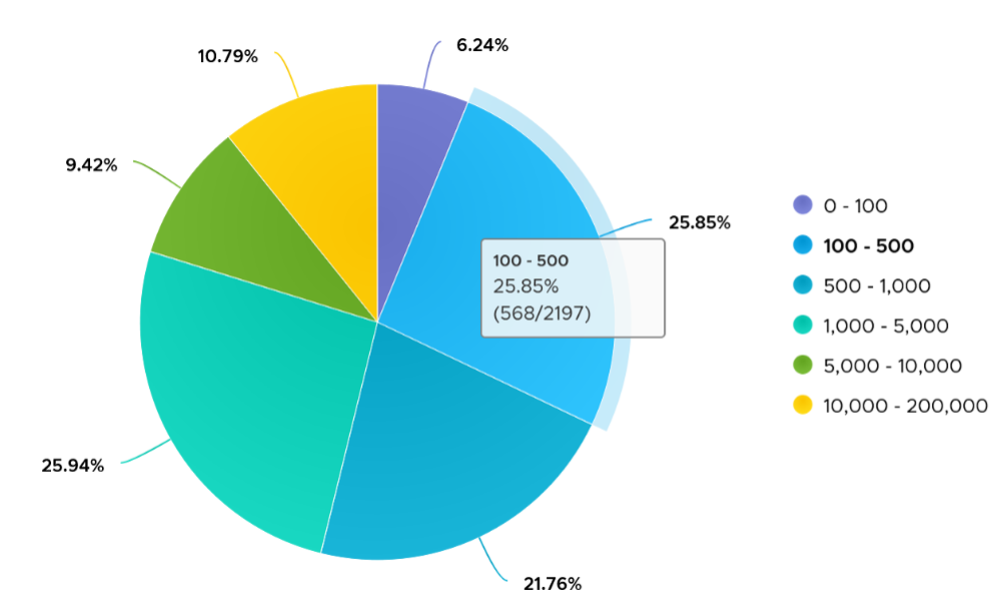 6.24%
10.79%
9.42%
25.85%
100 - 500
25.85%
(568/2197)
25.94%
21.76%
0 - 100
100 - 500
500 - 1,000
1,000 - 5,000
5,000 - 10,000
10,000 - 200,000